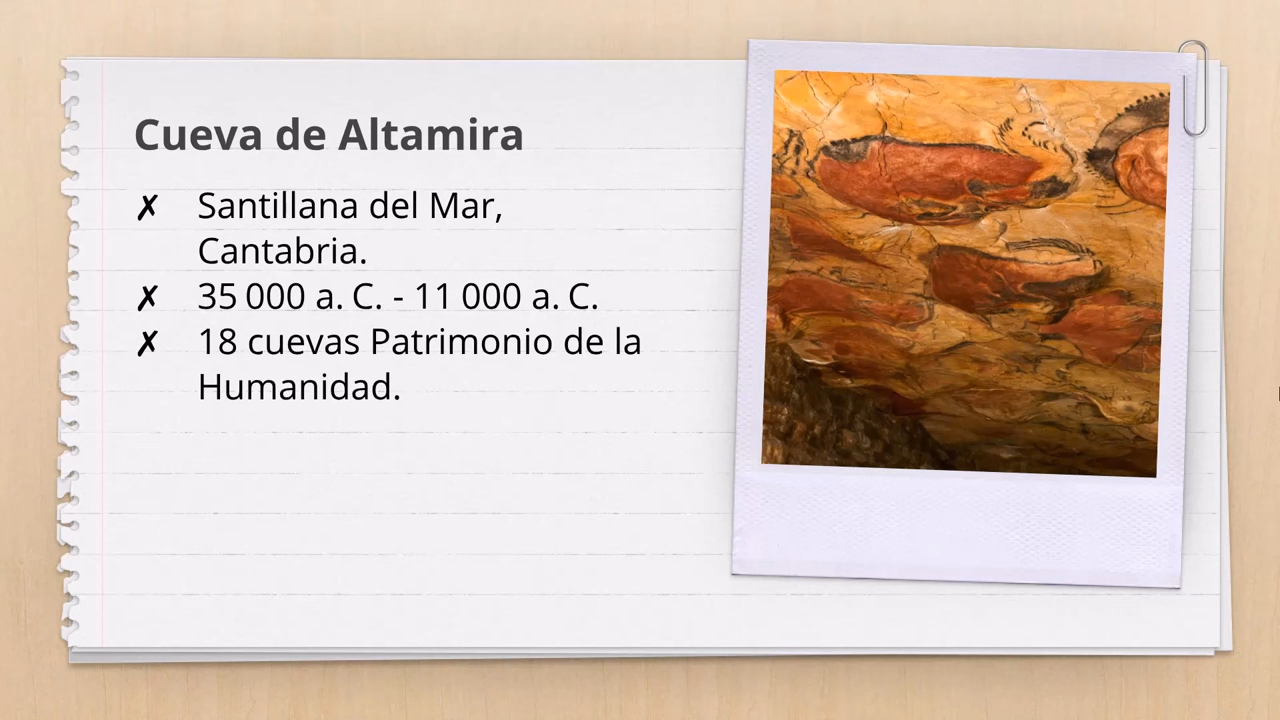 Cueva de Altamira
✗ Santillana del Mar,
Cantabria.
✗ 35 000 a. C. - 11 000 a. C.
✗ 18 cuevas Patrimonio de la
Humanidad.